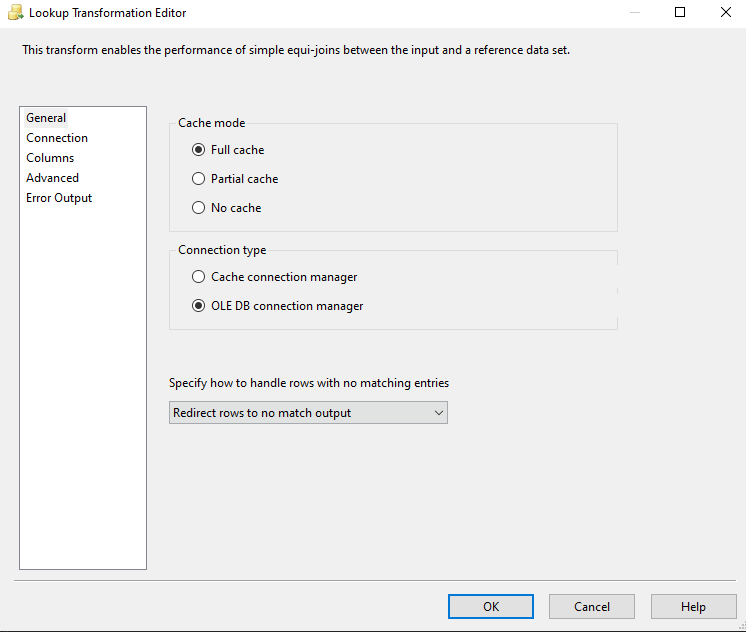 Lookup Transformation Editor
This transform enables the performance of simple equi-joins between the input and a reference data set.
General
Connection
Columns
Advanced
Error Output
Cache mode
Full cache
Partial cache
No cache
Connection type
Cache connection manager
OLE DB connection manager
Specify how to handle rows with no matching entries
Redirect rows to no match output
OK
Cancel
Help